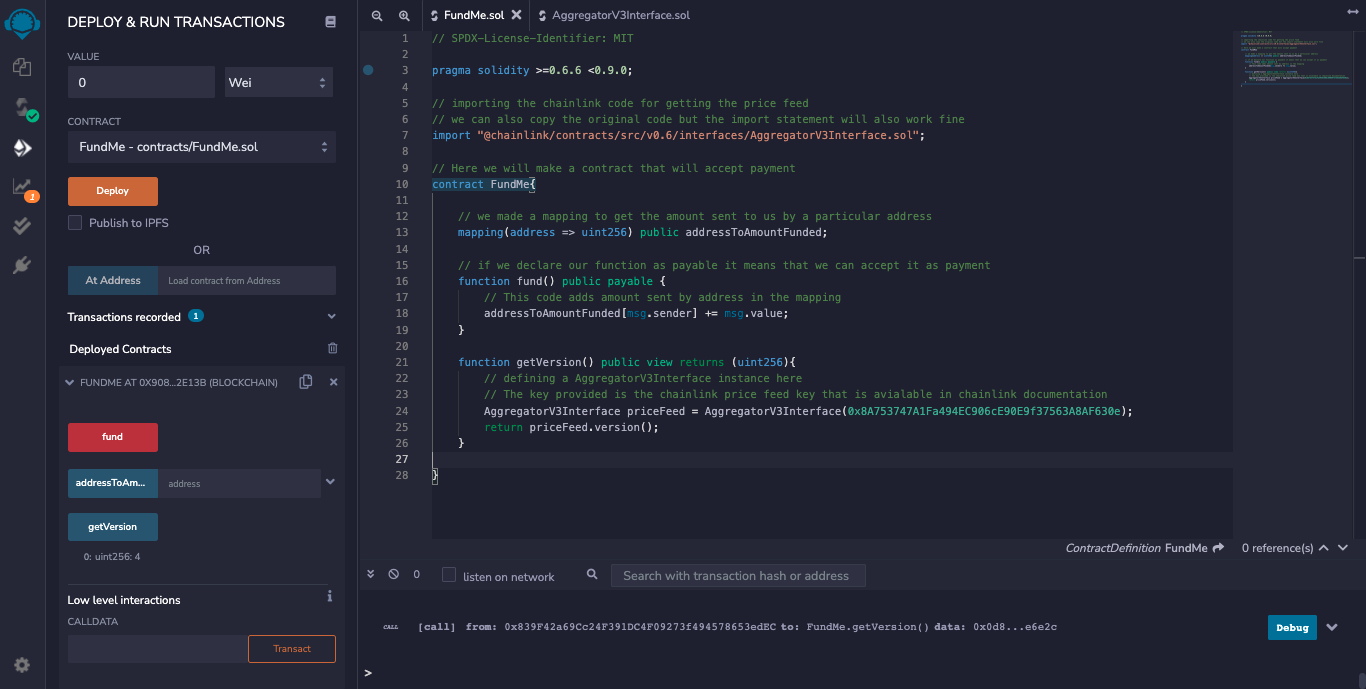 DEPLOY & RUN TRANSACTIONS
VALUE
0
Wei
CONTRACT
FundMe - contracts/FundMe.sol
Deploy
1
Publish to IPFS
OR
At Address
Load contract from Address
Transactions recorded 1
Deployed Contracts
FUNDME AT 0X908...2E13B (BLOCKCHAIN)
fund
addressToAm...
address
getVersion
0: uint256: 4
Low level interactions
i
CALLDATA
Transact
FundMe.sol
AggregatorV3Interface.sol
1 // SPDX-License-Identifier: MIT
2
3 pragma solidity >=0.6.6 <0.9.0;
4
5 // importing the chainlink code for getting the price feed
6 // we can also copy the original code but the import statement will also work fine
7 import "@chainlink/contracts/src/v0.6/interfaces/AggregatorV3Interface.sol";
8
9 // Here we will make a contract that will accept payment
10 contract FundMe{
11
12 // we made a mapping to get the amount sent to us by a particular address
13 mapping(address => uint256) public addressToAmountFunded;
14
15 // if we declare our function as payable it means that we can accept it as payment
16 function fund() public payable {
17 // This code adds amount sent by address in the mapping
18 addressToAmountFunded[msg.sender] += msg.value;
19 }
20
21 function getVersion() public view returns (uint256){
22 // defining a AggregatorV3Interface instance here
23 // The key provided is the chainlink price feed key that is avialable in chainlink documentation
24 AggregatorV3Interface priceFeed = AggregatorV3Interface(0x8A753747A1Fa494EC906cE90E9f37563A8AF630e);
25 return priceFeed.version();
26 }
27
28 }
ContractDefinition FundMe
0 reference(s)
0
listen on network
Search with transaction hash or address
CALL
[call] from: 0x839F42a69Cc24F391DC4F09273f494578653edEC to: FundMe.getVersion() data: 0x0d8...e6e2c
Debug
>